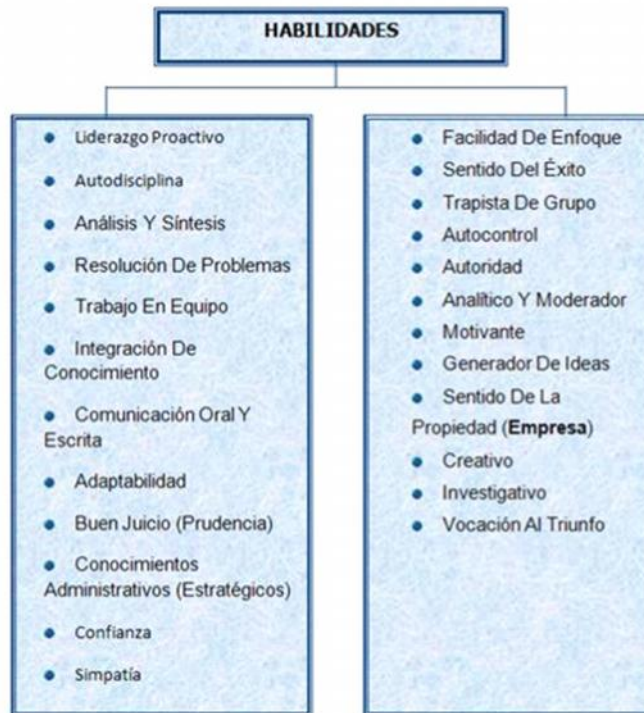 HABILIDADES
Liderazgo Proactivo
Autodisciplina
Análisis Y Síntesis
Resolución De Problemas
Trabajo En Equipo
Integración De
Conocimiento
Comunicación Oral Y
Escrita
Adaptabilidad
Buen Juicio (Prudencia)
Conocimientos
Administrativos (Estratégicos)
Confianza
Simpatía
Facilidad De Enfoque
Sentido Del Éxito
Trapista De Grupo
Autocontrol
Autoridad
Analítico Y Moderador
Motivante
Generador De Ideas
Sentido De La
Propiedad (Empresa)
Creativo
Investigativo
Vocación Al Triunfo